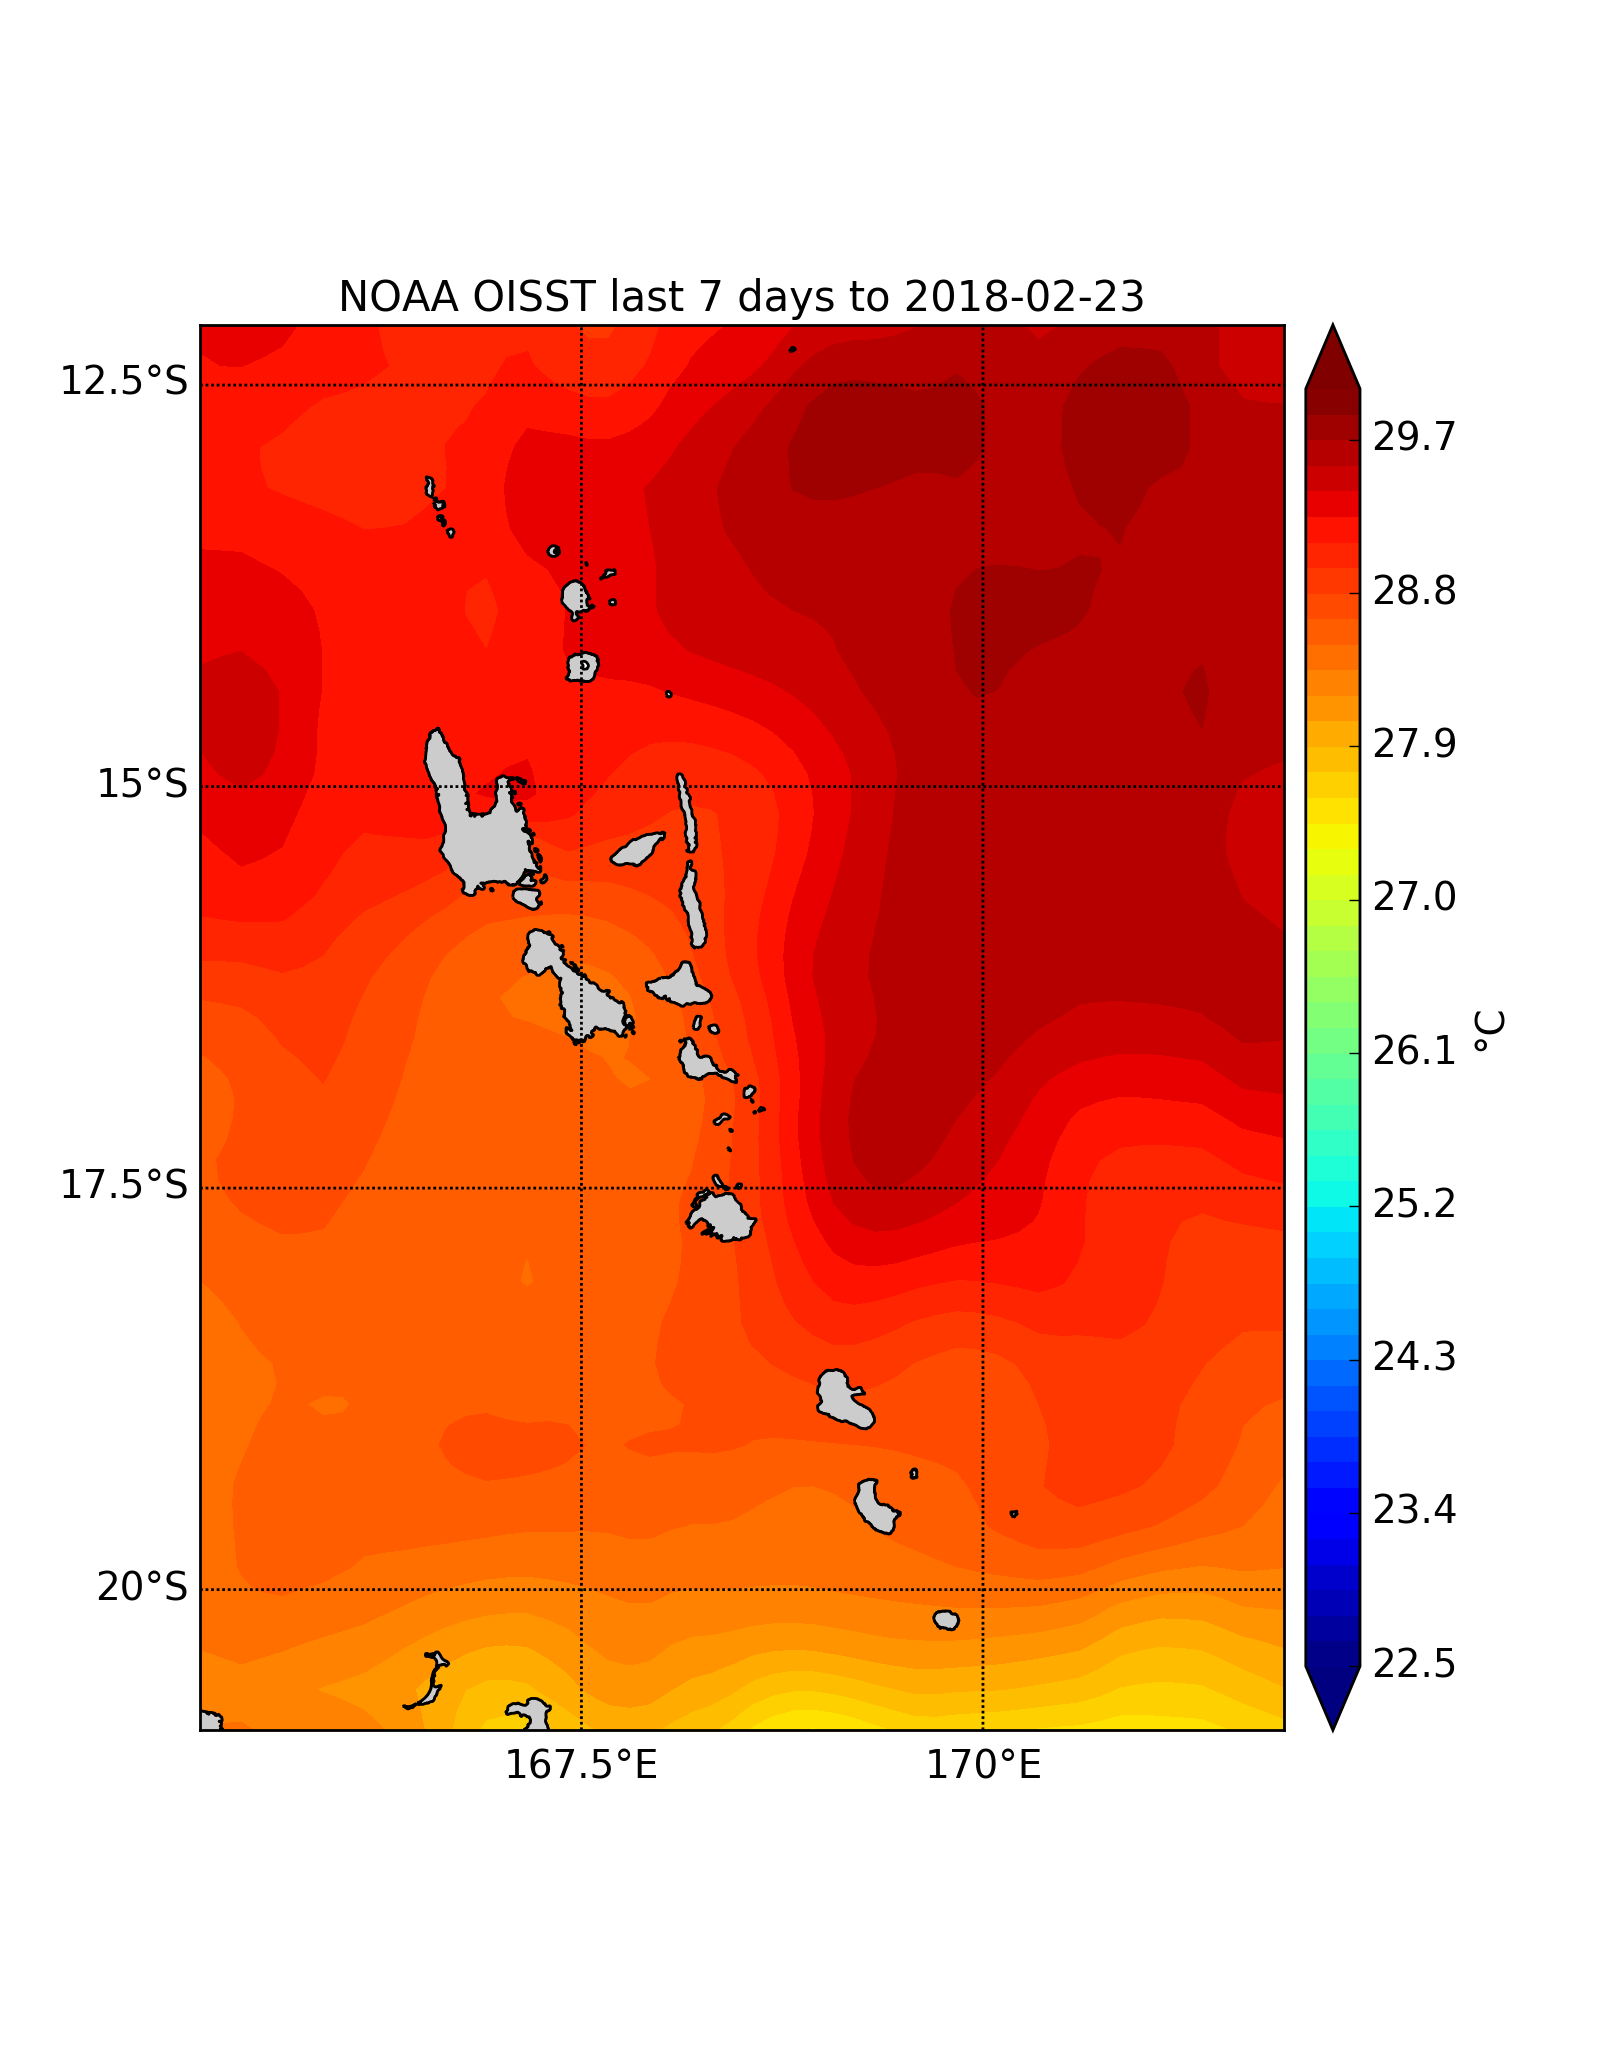 NOAA OISST last 7 days to 2018-02-23
12.5°S
15°S
17.5°S
20°S
167.5°E
170°E
29.7
28.8
27.9
27.0
26.1
25.2
24.3
23.4
22.5
°C